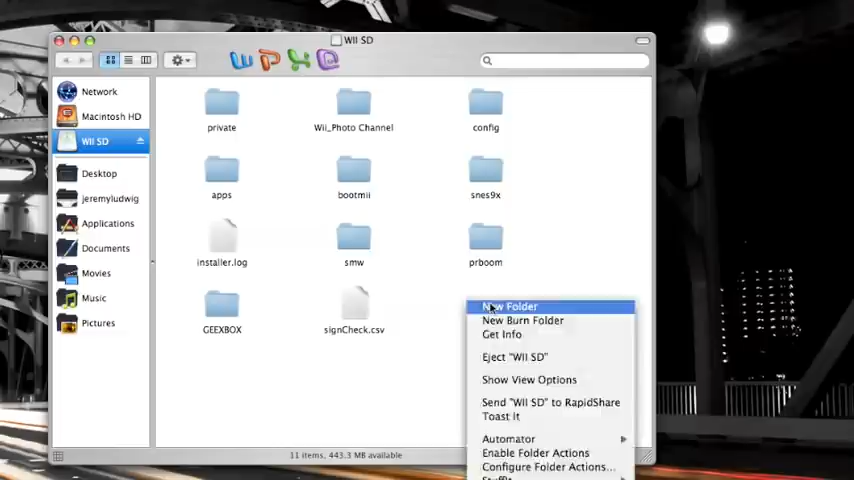 WII SD
Network
Macintosh HD
WII SD
Desktop
jeremyludwig
Applications
Documents
Movies
Music
Pictures
private
Wii_Photo Channel
config
apps
bootmii
snes9x
installer.log
smw
prboom
GEEXBOX
signCheck.csv
New Folder
New Burn Folder
Get Info
Eject "WII SD"
Show View Options
Send "WII SD" to RapidShare
Toast It
Automator
Enable Folder Actions
Configure Folder Actions...
StuffIt
11 items, 443.3 MB available